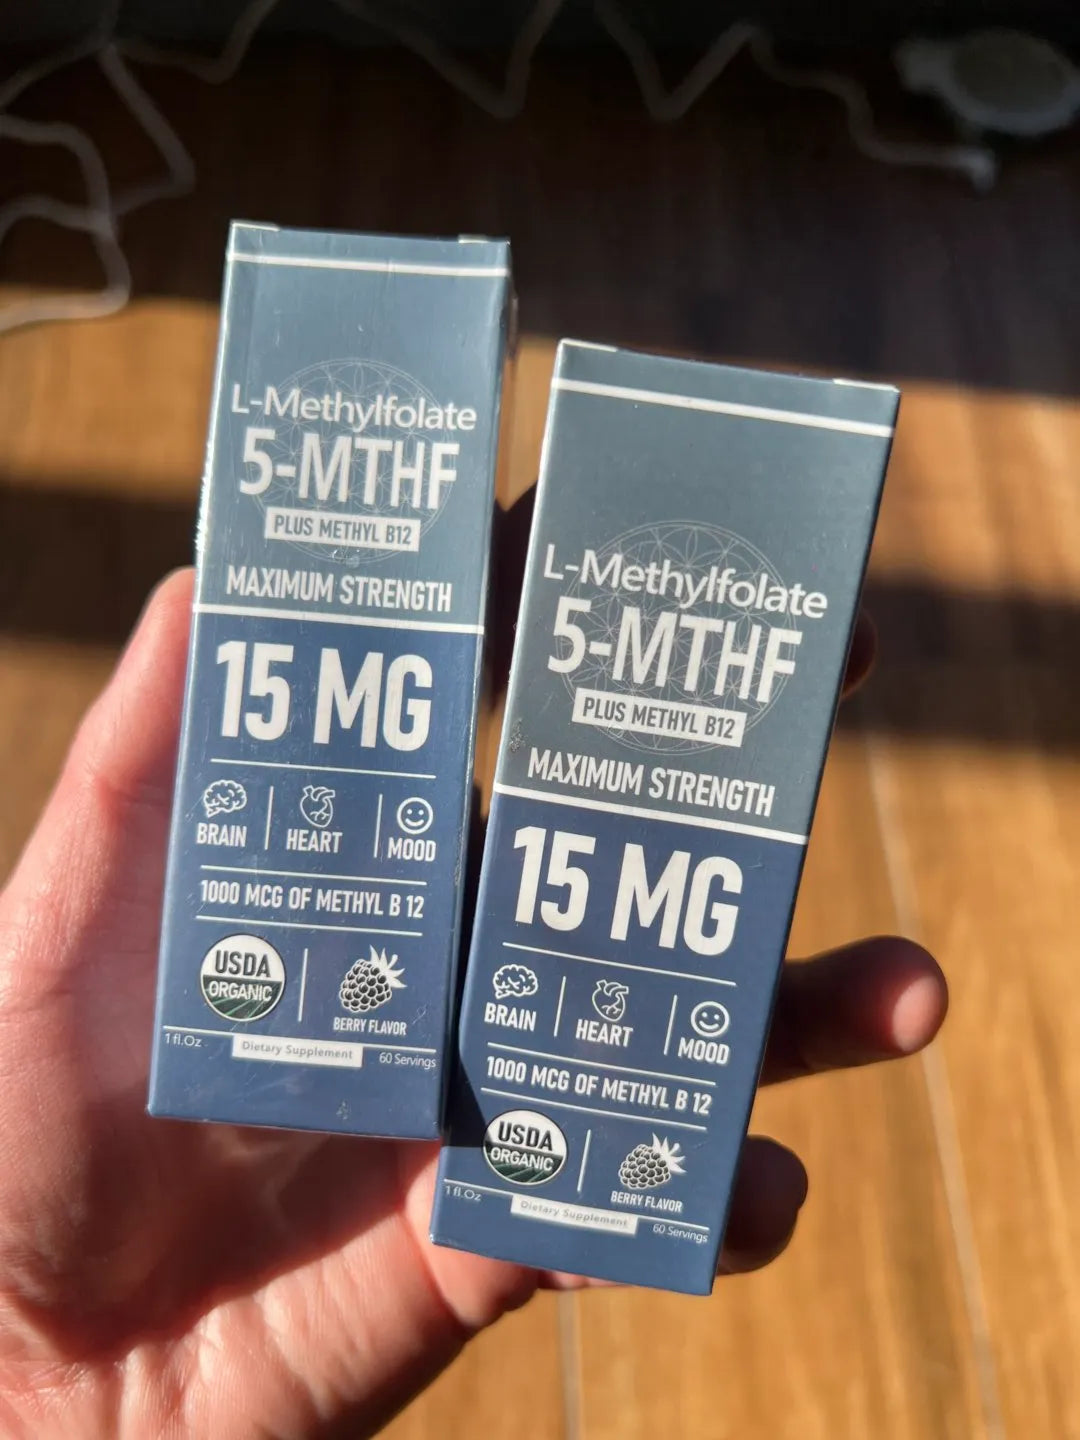 L-Methylfolate
5-MTHF
PLUS METHYL B12
MAXIMUM STRENGTH
15 MG
BRAIN HEART MOOD
1000 MCG OF METHYL B 12
USDA
ORGANIC
BERRY FLAVOR
1 fl.Oz Dietary Supplement 60 Servings
L-Methylfolate
5-MTHF
PLUS METHYL B12
MAXIMUM STRENGTH
15 MG
BRAIN HEART MOOD
1000 MCG OF METHYL B 12
USDA
ORGANIC
BERRY FLAVOR
1 fl.Oz Dietary Supplement 60 Servings